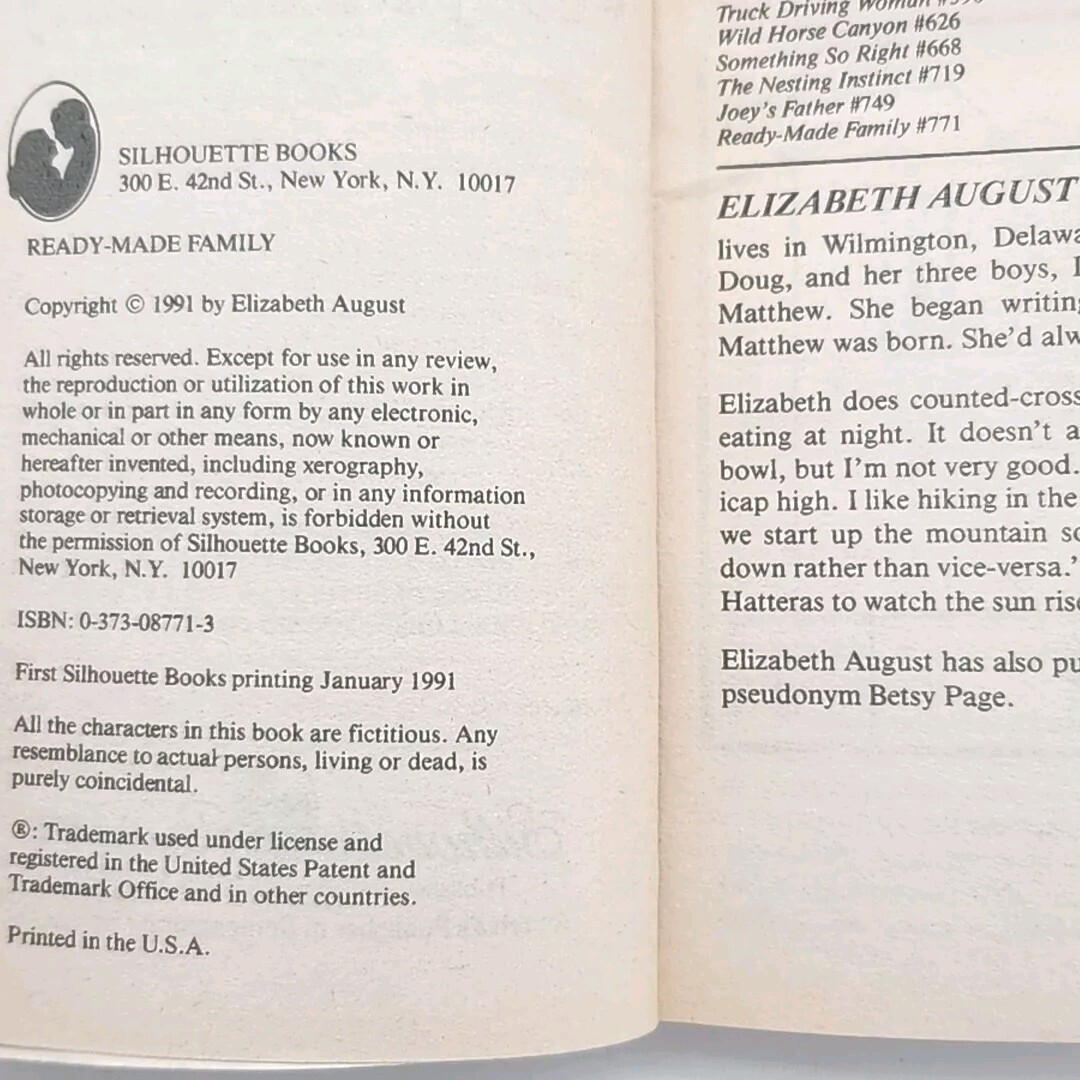 SILHOUETTE BOOKS
300 E. 42nd St., New York, N.Y. 10017
READY-MADE FAMILY
Copyright © 1991 by Elizabeth August
All rights reserved. Except for use in any review,
the reproduction or utilization of this work in
whole or in part in any form by any electronic,
mechanical or other means, now known or
hereafter invented, including xerography,
photocopying and recording, or in any information
storage or retrieval system, is forbidden without
the permission of Silhouette Books, 300 E. 42nd St.,
New York, N.Y. 10017
ISBN: 0-373-08771-3
First Silhouette Books printing January 1991
All the characters in this book are fictitious. Any
resemblance to actual persons, living or dead, is
purely coincidental.
®: Trademark used under license and
registered in the United States Patent and
Trademark Office and in other countries.
Printed in the U.S.A.
Truck Driving Woman
Wild Horse Canyon #626
Something So Right #668
The Nesting Instinct #719
Joey's Father #749
Ready-Made Family #771
ELIZABETH AUGUST
lives in Wilmington,
Doug, and her three boys,
Matthew. She began
Matthew was born. She'd
Elizabeth does
eating at night. It doesn't
bowl, but I'm not very good.
icap high. I like hiking in the
we start up the mountain
down rather than vice-versa.'
Hatteras to watch the sun
Elizabeth August has also
pseudonym Betsy Page.